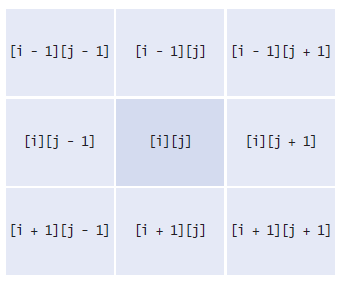 [i - 1][j - 1] [i - 1][j] [i - 1][j + 1]
[i][j - 1] [i][j] [i][j + 1]
[i + 1][j - 1] [i + 1][j] [i + 1][j + 1]